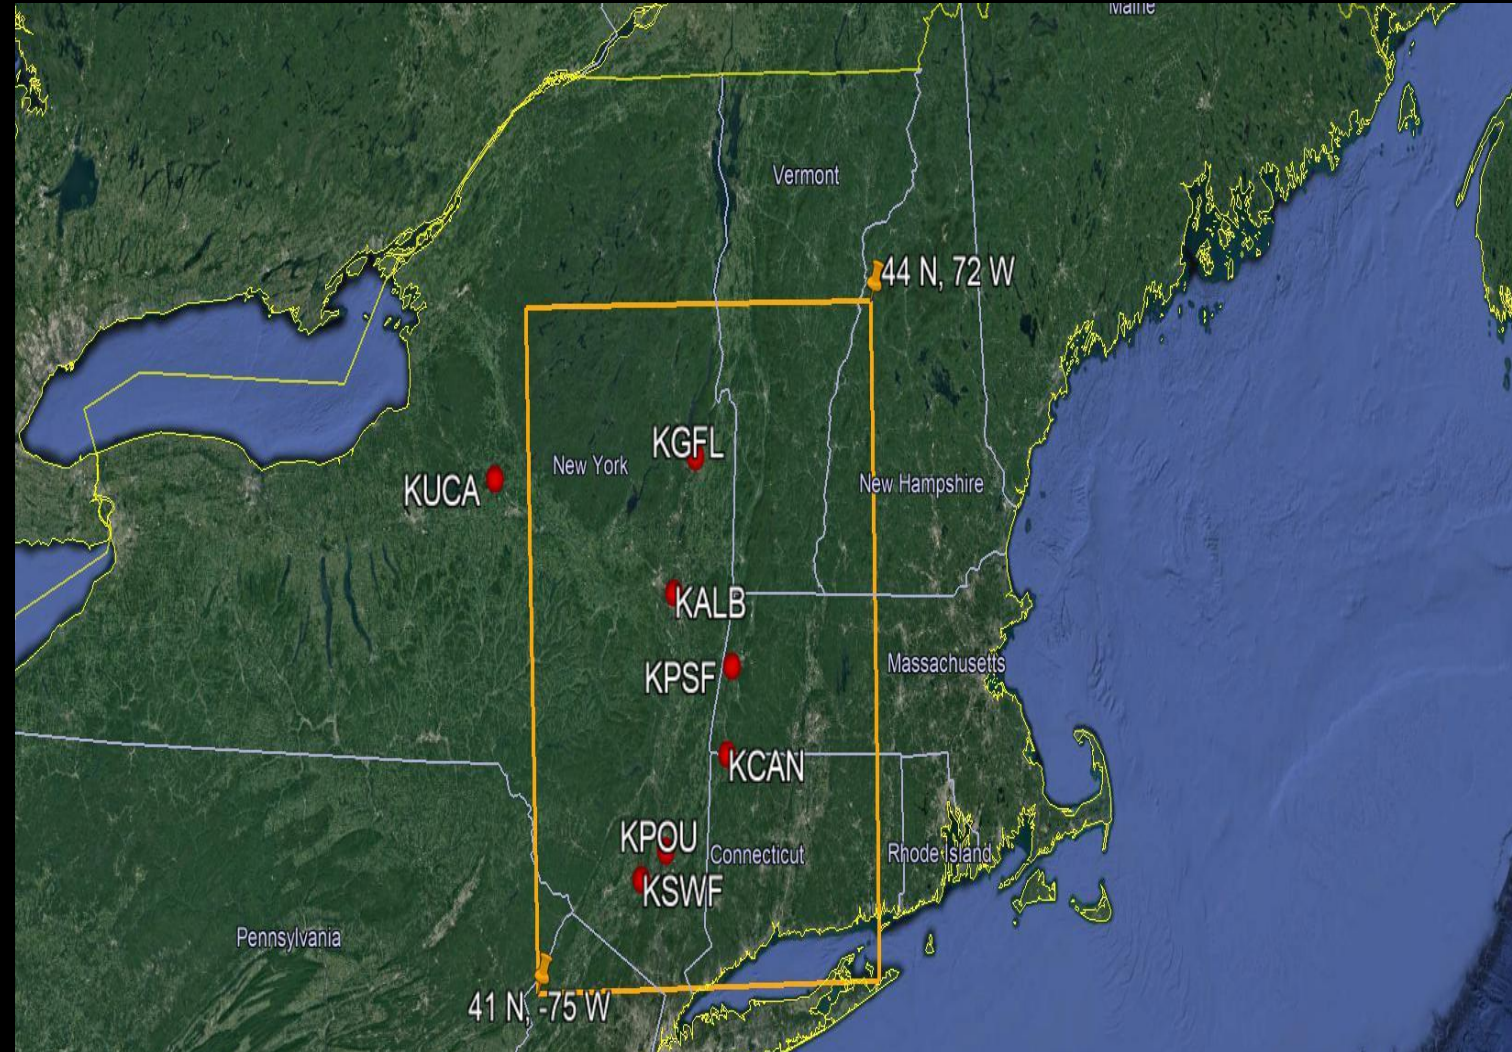 Maine
Vermont
44 N, 72 W
KGFL
New York
KUCA
New Hampshire
KALB
Massachusetts
KPSF
KCAN
KPOU
Connecticut
Rhode Island
KSWF
Pennsylvania
41 N, -75 W